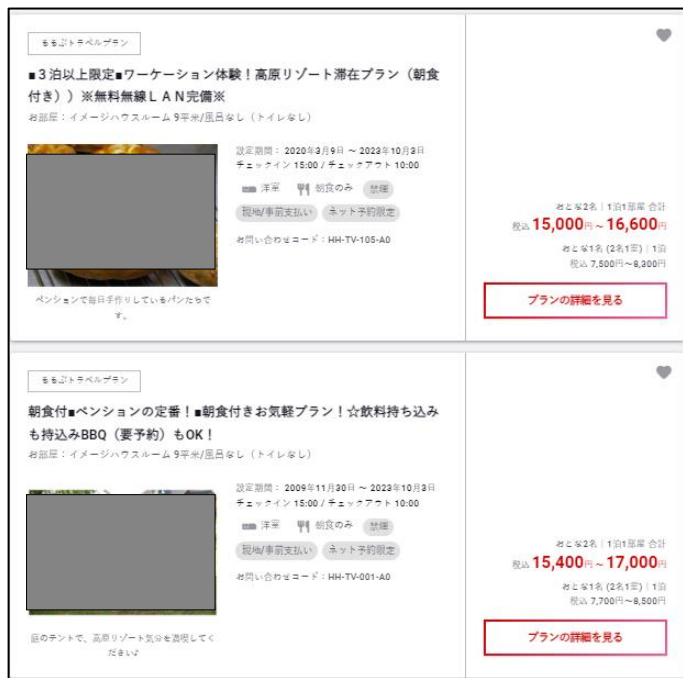 るるぶトラベルプラン
■３泊以上限定■ワーケーション体験！高原リゾート滞在プラン（朝食
付き））※無料無線ＬＡＮ完備※
お部屋：イメージハウスルーム 9平米/風呂なし（トイレなし）
設定期間： 2020年3月9日 ～ 2023年10月3日
チェックイン 15:00 / チェックアウト 10:00
洋室 朝食のみ 禁煙
現地/事前支払い ネット予約限定
お問い合わせコード：HH-TV-105-A0
ペンションで毎日手作りしているパンたちで
す。
おとな2名｜1泊1部屋 合計
税込 15,000円～16,600円
おとな1名 (2名1室)｜1泊
税込 7,500円～8,300円
プランの詳細を見る
るるぶトラベルプラン
朝食付■ペンションの定番！■朝食付きお気軽プラン！☆飲料持ち込み
も持込みBBQ（要予約）もOK！
お部屋：イメージハウスルーム 9平米/風呂なし（トイレなし）
設定期間： 2009年11月30日 ～ 2023年10月3日
チェックイン 15:00 / チェックアウト 10:00
洋室 朝食のみ 禁煙
現地/事前支払い ネット予約限定
お問い合わせコード：HH-TV-001-A0
庭のテントで、高原リゾート気分を満喫してく
ださい♪
おとな2名｜1泊1部屋 合計
税込 15,400円～17,000円
おとな1名 (2名1室)｜1泊
税込 7,700円～8,500円
プランの詳細を見る